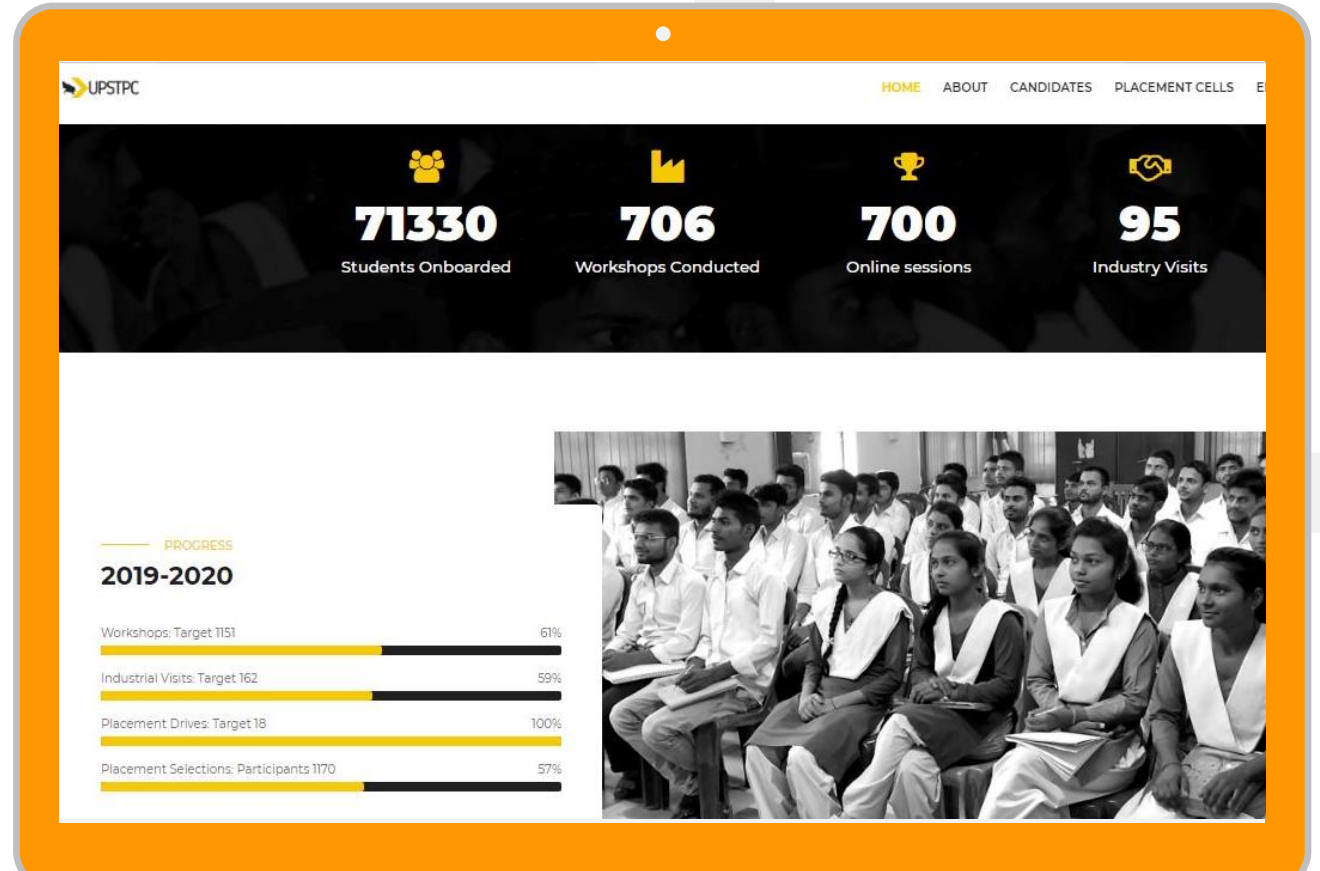 UPSTPC
HOME ABOUT CANDIDATES PLACEMENT CELLS
71330 706 700 95
Students Onboarded Workshops Conducted Online sessions Industry Visits
PROGRESS
2019-2020
Workshops: Target 1151 61%
Industrial Visits: Target 162 59%
Placement Drives: Target 18 100%
Placement Selections: Participants 1170 57%